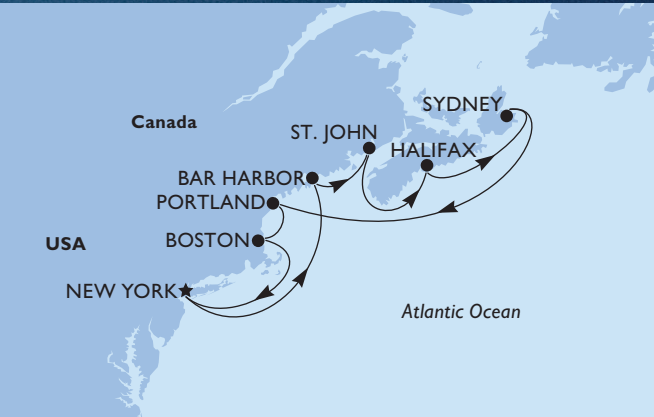 SYDNEY
Canada
ST. JOHN
HALIFAX
BAR HARBOR
PORTLAND
BOSTON
USA
NEW YORK
Atlantic Ocean